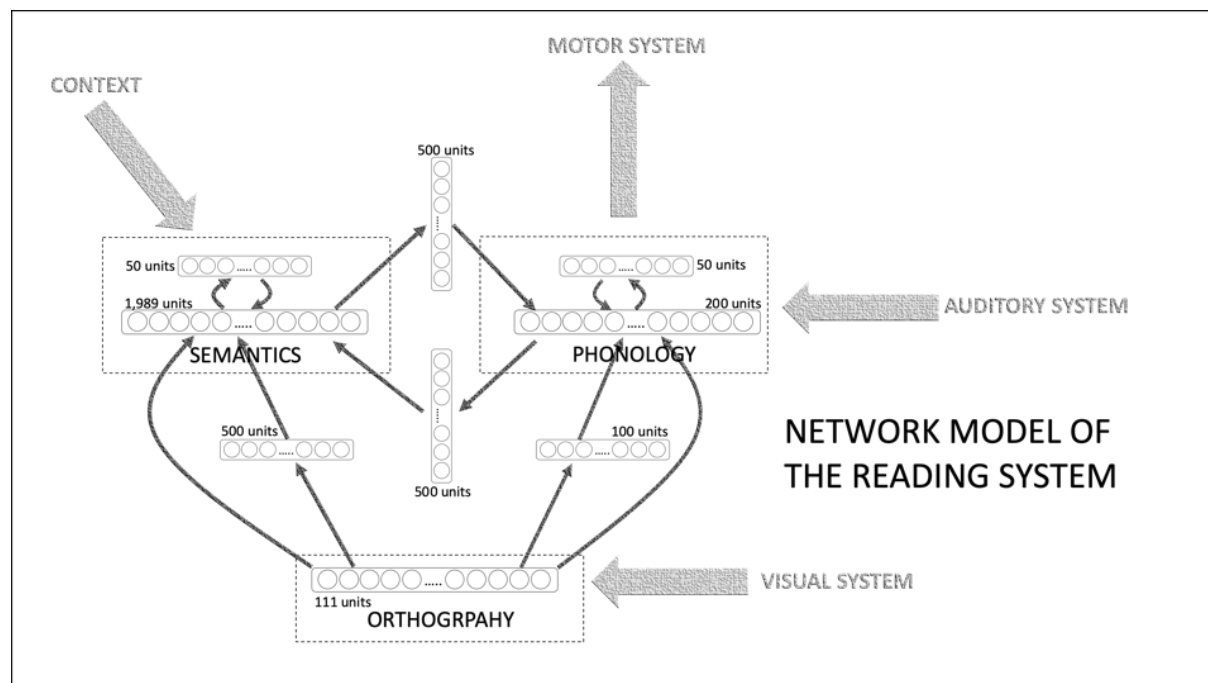 MOTOR SYSTEM
CONTEXT
500 units
50 units
50 units
1,989 units
200 units
AUDITORY SYSTEM
SEMANTICS
PHONOLOGY
500 units
100 units
NETWORK MODEL OF
THE READING SYSTEM
500 units
VISUAL SYSTEM
111 units
ORTHOGRPAHY